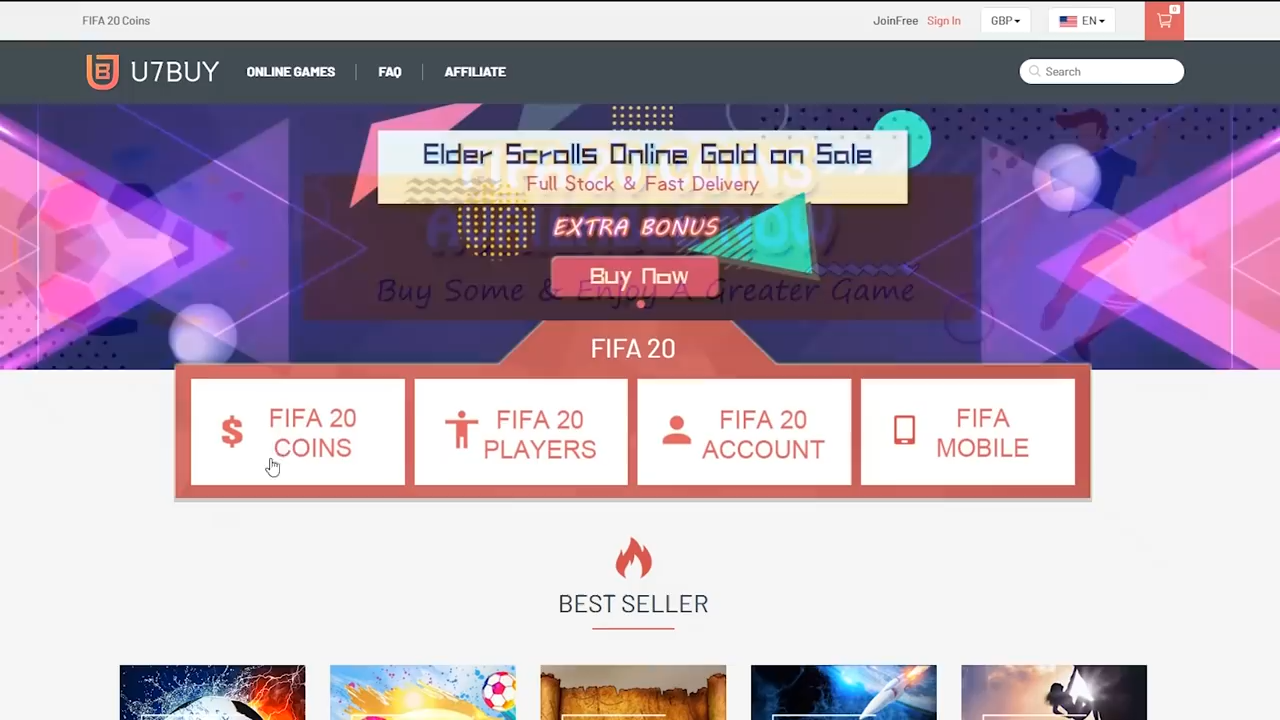 FIFA 20 Coins
JoinFree Sign In GBP EN 0
U7BUY ONLINE GAMES FAQ AFFILIATE Search
Elder Scrolls Online Gold on Sale
Full Stock & Fast Delivery
EXTRA BONUS
Buy Now
Buy Some & Enjoy A Greater Game
FIFA 20
FIFA 20
COINS
FIFA 20
PLAYERS
FIFA 20
ACCOUNT
FIFA
MOBILE
BEST SELLER